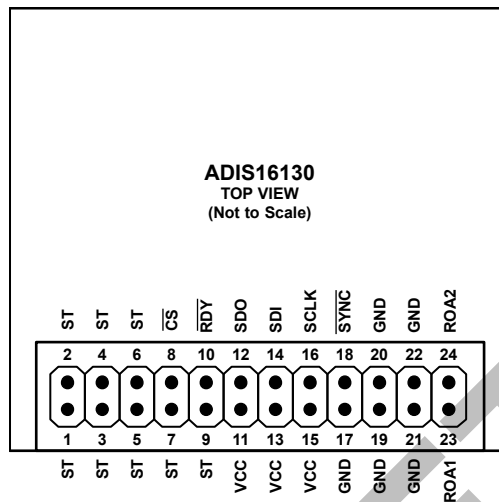 ADIS16130
TOP VIEW
(Not to Scale)
ST ST ST CS RDY SDO SDI SCLK SYNC GND GND ROA2
2 4 6 8 10 12 14 16 18 20 22 24
1 3 5 7 9 11 13 15 17 19 21 23
ST ST ST ST ST VCC VCC VCC GND GND GND ROA1